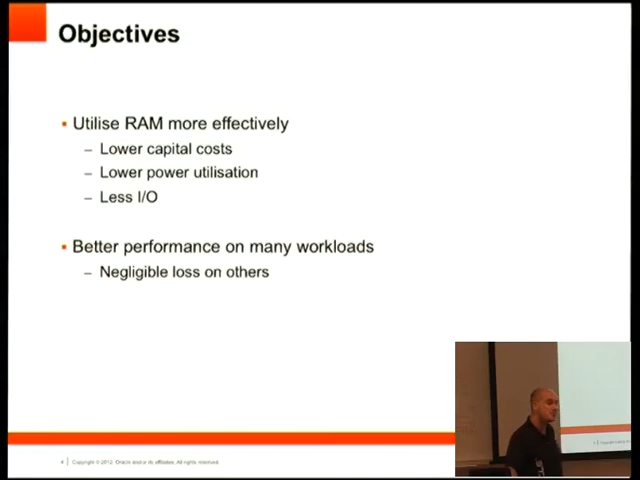 Objectives
▪ Utilise RAM more effectively
– Lower capital costs
– Lower power utilisation
– Less I/O
▪ Better performance on many workloads
– Negligible loss on others
4 | Copyright © 2012, Oracle and/or its affiliates. All rights reserved.